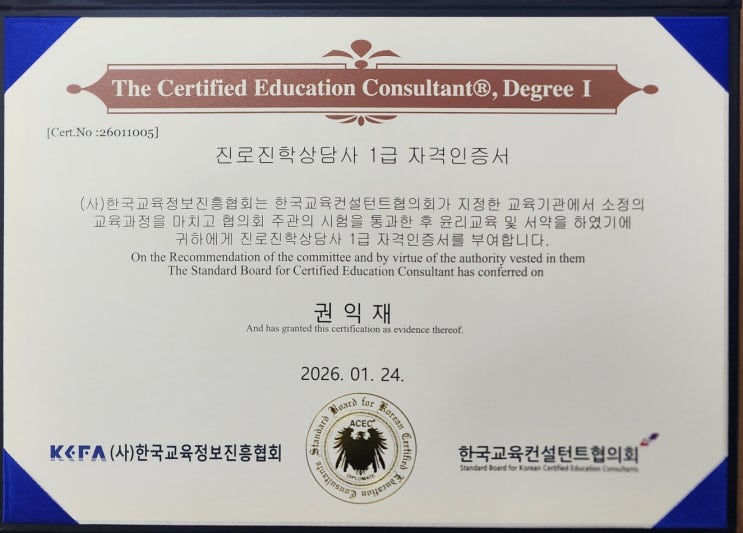 The Certified Education Consultant®, Degree I
[Cert.No :26011005]
진로진학상담사 1급 자격인증서
(사)한국교육정보진흥협회는 한국교육컨설턴트협의회가 지정한 교육기관에서 소정의
교육과정을 마치고 협의회 주관의 시험을 통과한 후 윤리교육 및 서약을 하였기에
귀하에게 진로진학상담사 1급 자격인증서를 부여합니다.
On the Recommendation of the committee and by virtue of the authority vested in them
The Standard Board for Certified Education Consultant has conferred on
권 익 재
And has granted this certification as evidence thereof.
2026. 01. 24.
Standard Board for Korean Certified Education Consultants
ACEC
DIPLOMATE
KEFA (사)한국교육정보진흥협회
한국교육컨설턴트협의회
Standard Board for Korean Certified Education Consultants